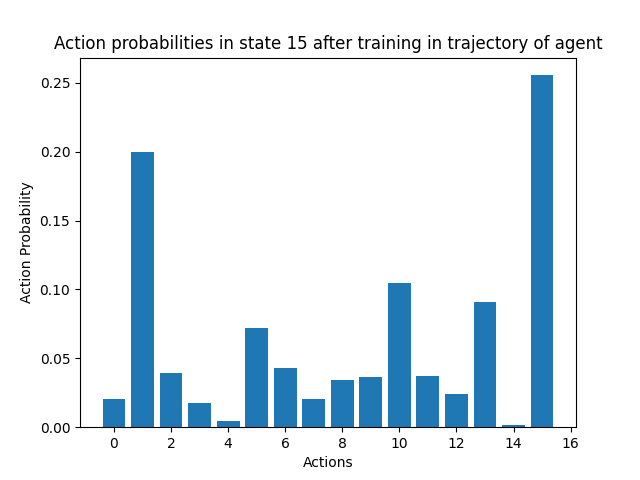 Action probabilities in state 15 after training in trajectory of agent
0.25
0.20
0.15
0.10
0.05
0.00
Action Probability
0 2 4 6 8 10 12 14 16
Actions